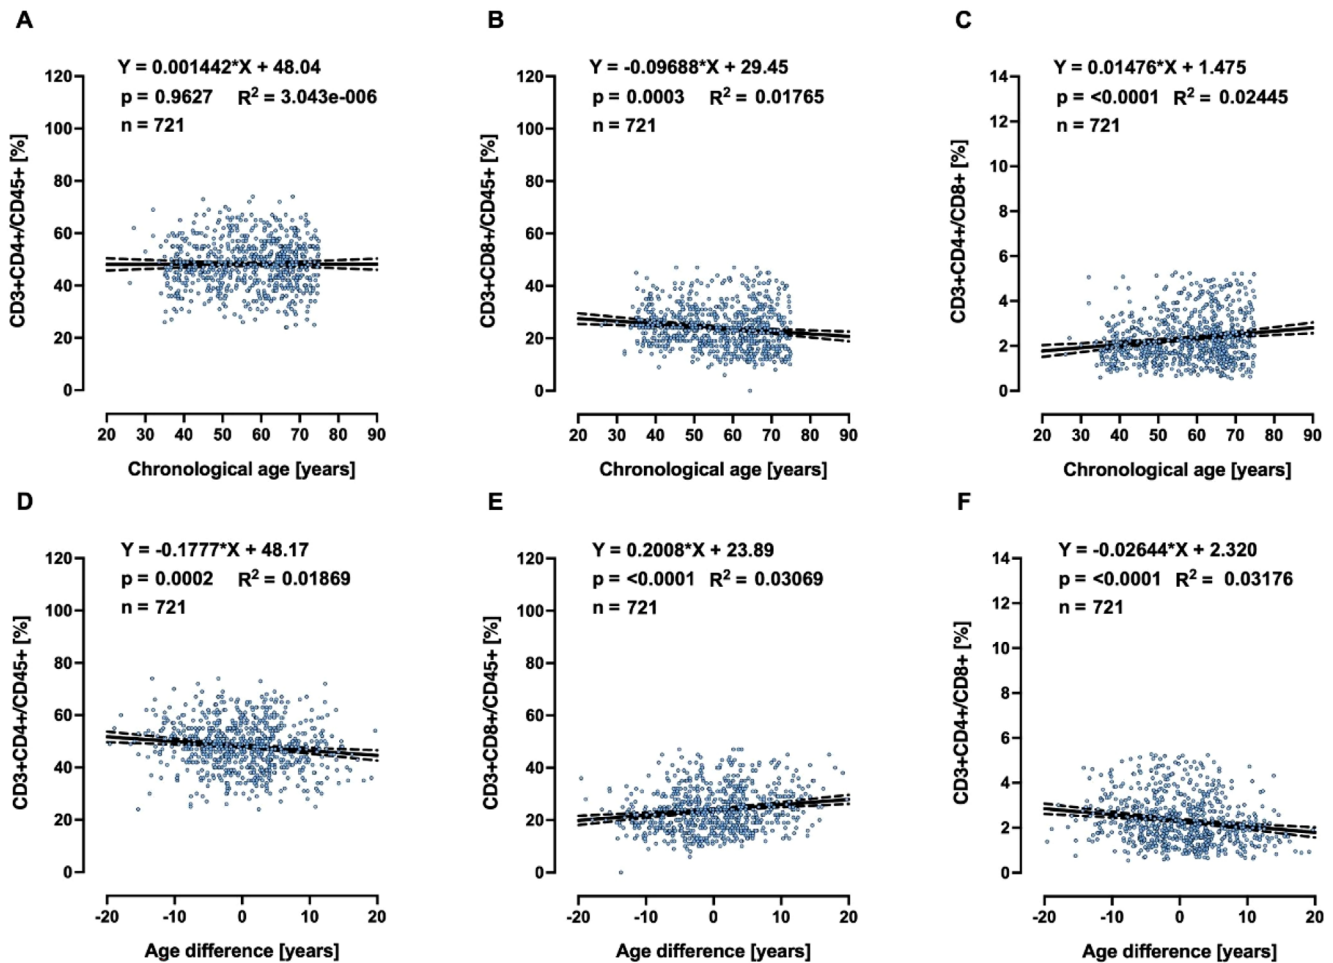 A
Y = 0.001442*X + 48.04
p = 0.9627 R² = 3.043e-006
n = 721
CD3+CD4+/CD45+ [%]
120
100
80
60
40
20
0
20 30 40 50 60 70 80 90
Chronological age [years]
B
Y = -0.09688*X + 29.45
p = 0.0003 R² = 0.01765
n = 721
CD3+CD8+/CD45+ [%]
120
100
80
60
40
20
0
20 30 40 50 60 70 80 90
Chronological age [years]
C
Y = 0.01476*X + 1.475
p = <0.0001 R² = 0.02445
n = 721
CD3+CD4+/CD8+ [%]
14
12
10
8
6
4
2
0
20 30 40 50 60 70 80 90
Chronological age [years]
D
Y = -0.1777*X + 48.17
p = 0.0002 R² = 0.01869
n = 721
CD3+CD4+/CD45+ [%]
120
100
80
60
40
20
0
-20 -10 0 10 20
Age difference [years]
E
Y = 0.2008*X + 23.89
p = <0.0001 R² = 0.03069
n = 721
CD3+CD8+/CD45+ [%]
120
100
80
60
40
20
0
-20 -10 0 10 20
Age difference [years]
F
Y = -0.02644*X + 2.320
p = <0.0001 R² = 0.03176
n = 721
CD3+CD4+/CD8+ [%]
14
12
10
8
6
4
2
0
-20 -10 0 10 20
Age difference [years]